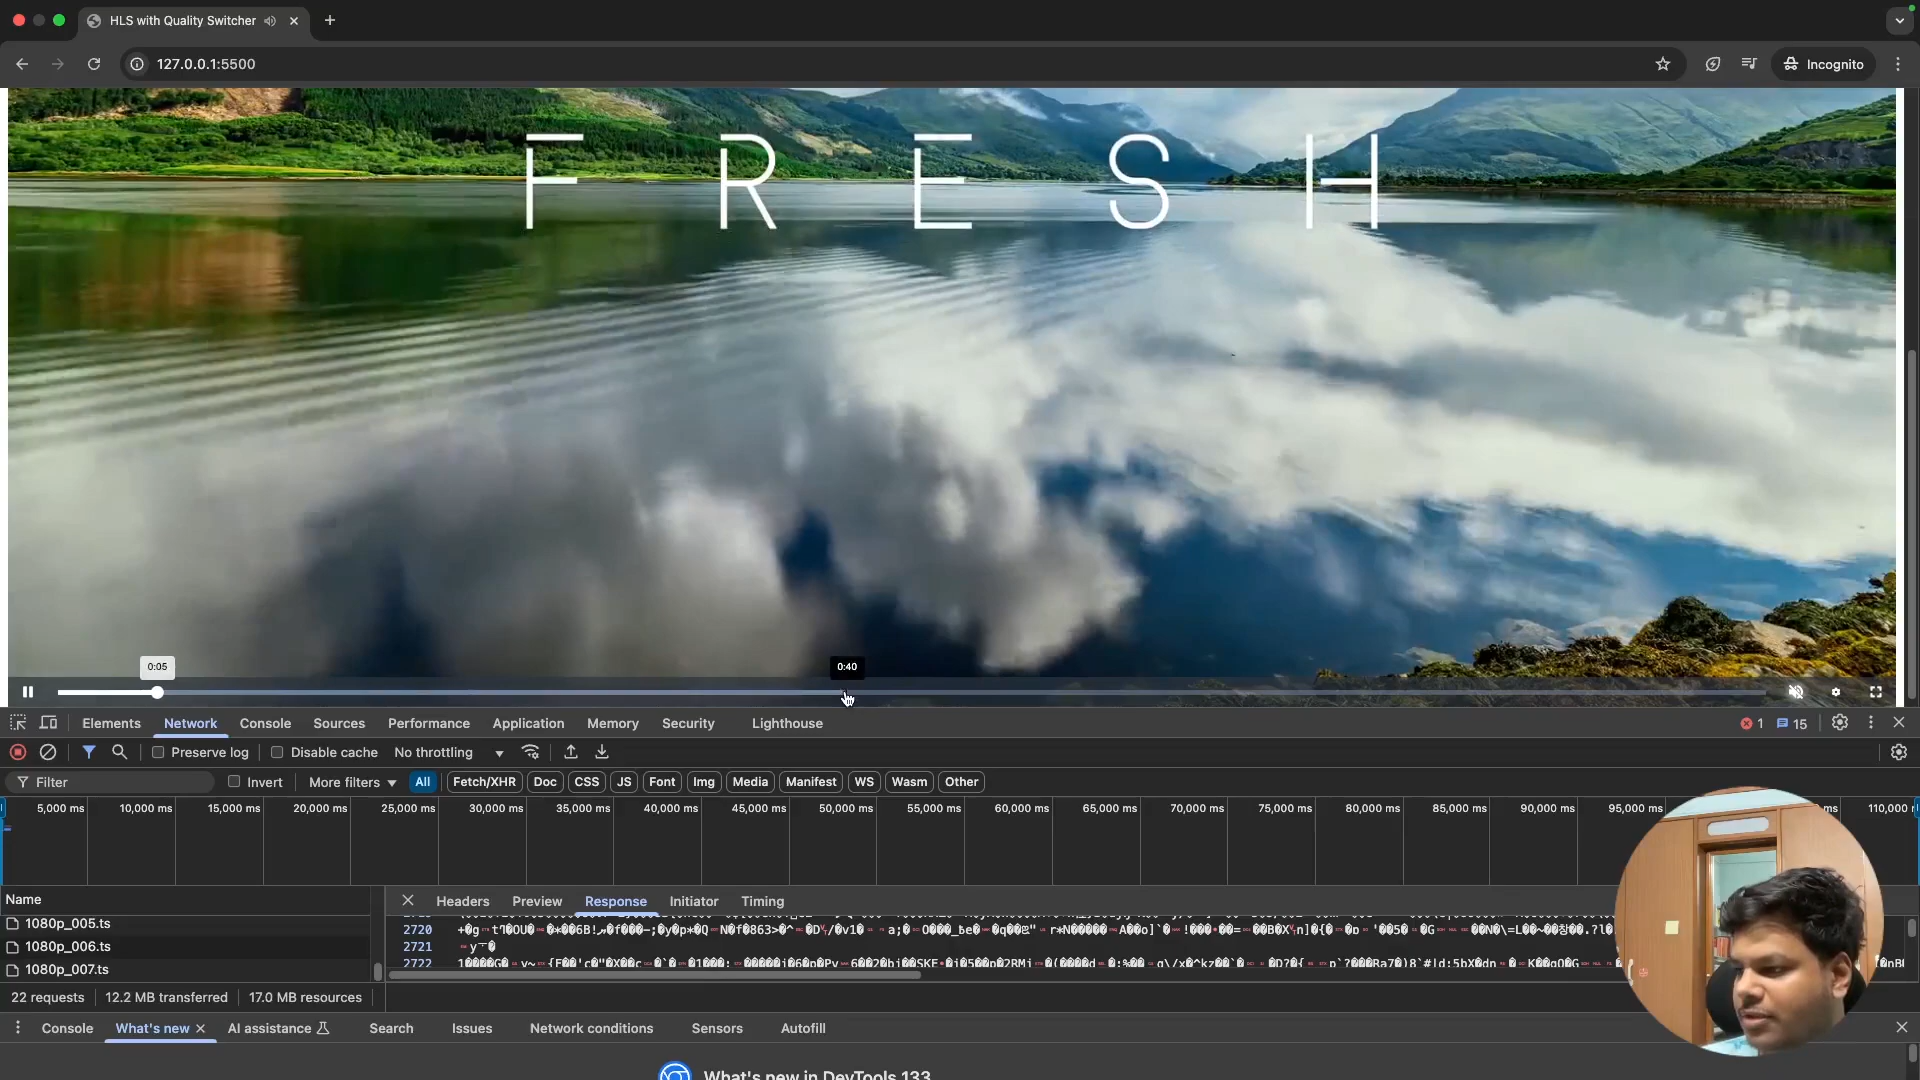 HLS with Quality Switcher
127.0.0.1:5500
Incognito
F R E S H
0:05
0:40
Elements Network Console Sources Performance Application Memory Security Lighthouse 1 15
Preserve log Disable cache No throttling
Filter Invert More filters All Fetch/XHR Doc CSS JS Font Img Media Manifest WS Wasm Other
5,000 ms 10,000 ms 15,000 ms 20,000 ms 25,000 ms 30,000 ms 35,000 ms 40,000 ms 45,000 ms 50,000 ms 55,000 ms 60,000 ms 65,000 ms 70,000 ms 75,000 ms 80,000 ms 85,000 ms 90,000 ms 95,000 ms ms 110,000
Name Headers Preview Response Initiator Timing
1080p_005.ts
1080p_006.ts
1080p_007.ts
2720
2721
2722
22 requests 12.2 MB transferred 17.0 MB resources
Console What's new AI assistance Search Issues Network conditions Sensors Autofill
What's new in DevTools 133